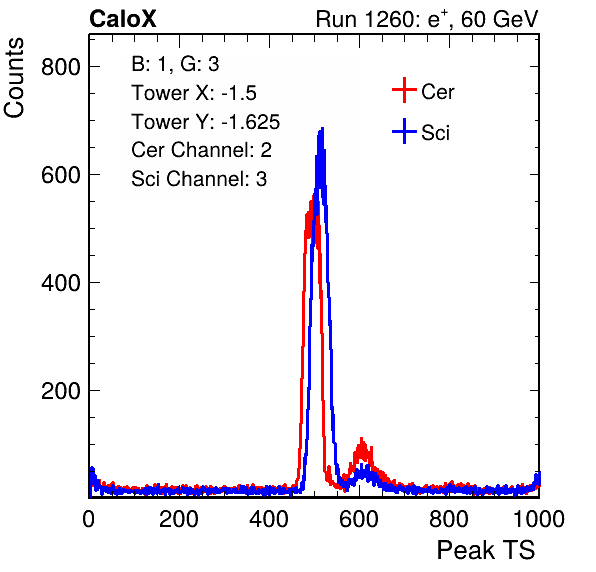 CaloX Run 1260: e⁺, 60 GeV
Counts
B: 1, G: 3
Tower X: -1.5
Tower Y: -1.625
Cer Channel: 2
Sci Channel: 3
Cer
Sci
800
600
400
200
0 200 400 600 800 1000
Peak TS